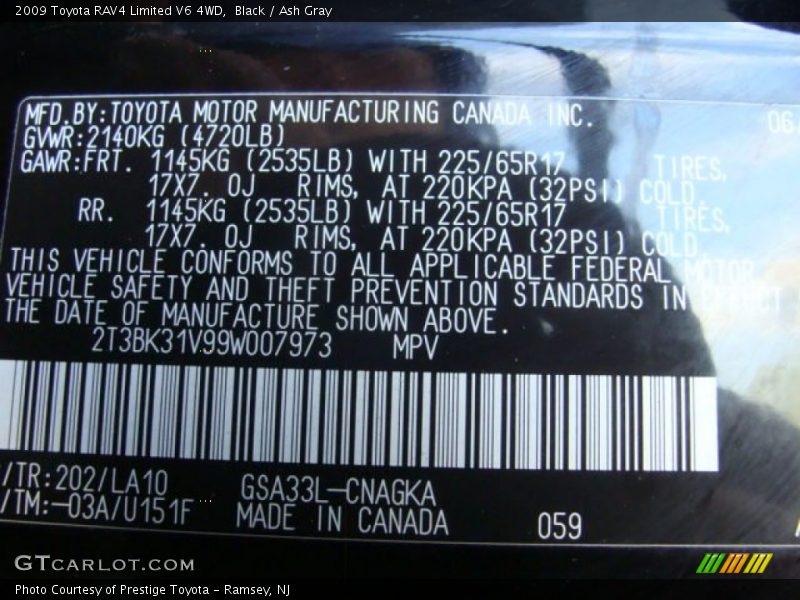 2009 Toyota RAV4 Limited V6 4WD,  Black / Ash Gray
MFD.BY:TOYOTA MOTOR MANUFACTURING CANADA INC. 06
GVWR:2140KG (4720LB)
GAWR:FRT. 1145KG (2535LB) WITH 225/65R17 TIRES,
17X7. 0J RIMS, AT 220KPA (32PSI) COLD.
RR. 1145KG (2535LB) WITH 225/65R17 TIRES,
17X7. 0J RIMS, AT 220KPA (32PSI) COLD.
THIS VEHICLE CONFORMS TO ALL APPLICABLE FEDERAL MOTOR
VEHICLE SAFETY AND THEFT PREVENTION STANDARDS IN EFFECT
THE DATE OF MANUFACTURE SHOWN ABOVE.
2T3BK31V99W007973 MPV
/TR:202/LA10 GSA33L-CNAGKA
/TM:-03A/U151F MADE IN CANADA 059
GTCARLOT.COM
Photo Courtesy of Prestige Toyota - Ramsey, NJ